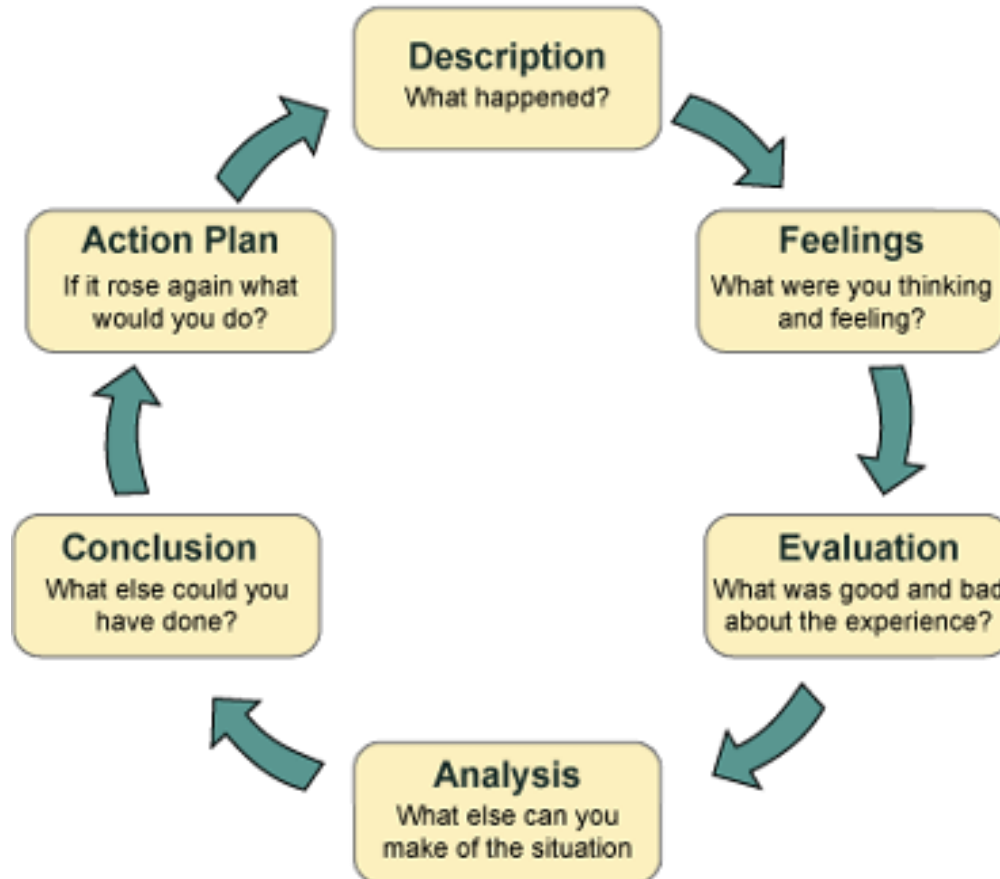 Description
What happened?
Feelings
What were you thinking
and feeling?
Evaluation
What was good and bad
about the experience?
Analysis
What else can you
make of the situation
Conclusion
What else could you
have done?
Action Plan
If it rose again what
would you do?